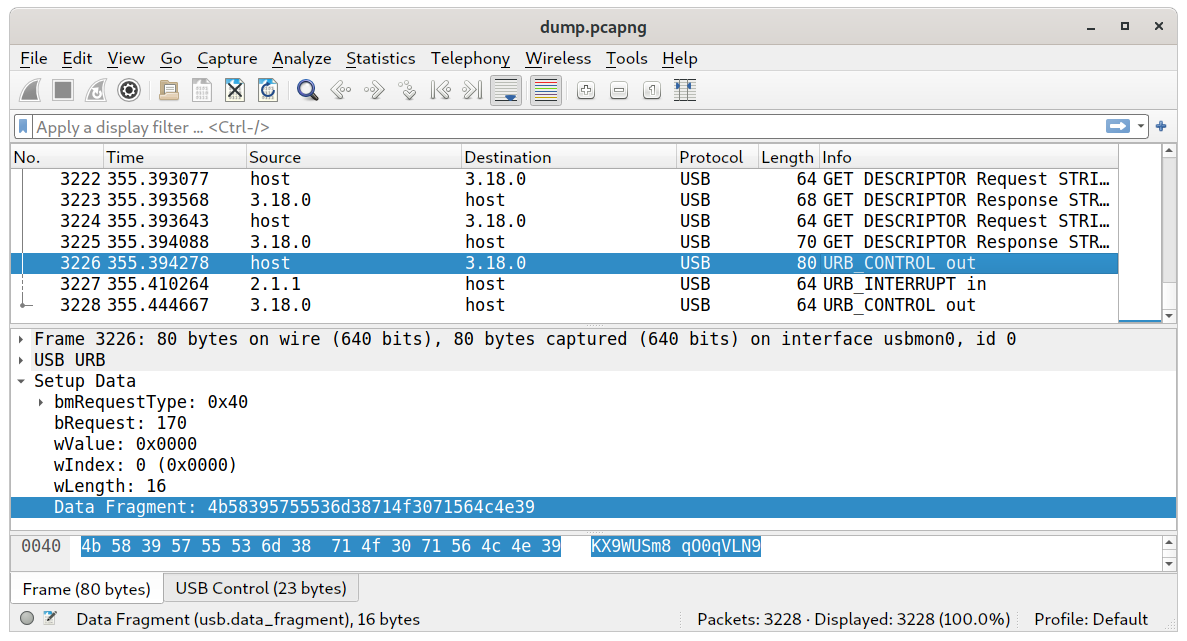 dump.pcapng
File Edit View Go Capture Analyze Statistics Telephony Wireless Tools Help
Apply a display filter … <Ctrl-/>
No. Time Source Destination Protocol Length Info
3222 355.393077 host 3.18.0 USB 64 GET DESCRIPTOR Request STRI…
3223 355.393568 3.18.0 host USB 68 GET DESCRIPTOR Response STR…
3224 355.393643 host 3.18.0 USB 64 GET DESCRIPTOR Request STRI…
3225 355.394088 3.18.0 host USB 70 GET DESCRIPTOR Response STR…
3226 355.394278 host 3.18.0 USB 80 URB_CONTROL out
3227 355.410264 2.1.1 host USB 64 URB_INTERRUPT in
3228 355.444667 3.18.0 host USB 64 URB_CONTROL out
Frame 3226: 80 bytes on wire (640 bits), 80 bytes captured (640 bits) on interface usbmon0, id 0
USB URB
Setup Data
bmRequestType: 0x40
bRequest: 170
wValue: 0x0000
wIndex: 0 (0x0000)
wLength: 16
Data Fragment: 4b58395755536d38714f3071564c4e39
0040 4b 58 39 57 55 53 6d 38 71 4f 30 71 56 4c 4e 39 KX9WUSm8 qO0qVLN9
Frame (80 bytes) USB Control (23 bytes)
Data Fragment (usb.data_fragment), 16 bytes Packets: 3228 · Displayed: 3228 (100.0%) Profile: Default